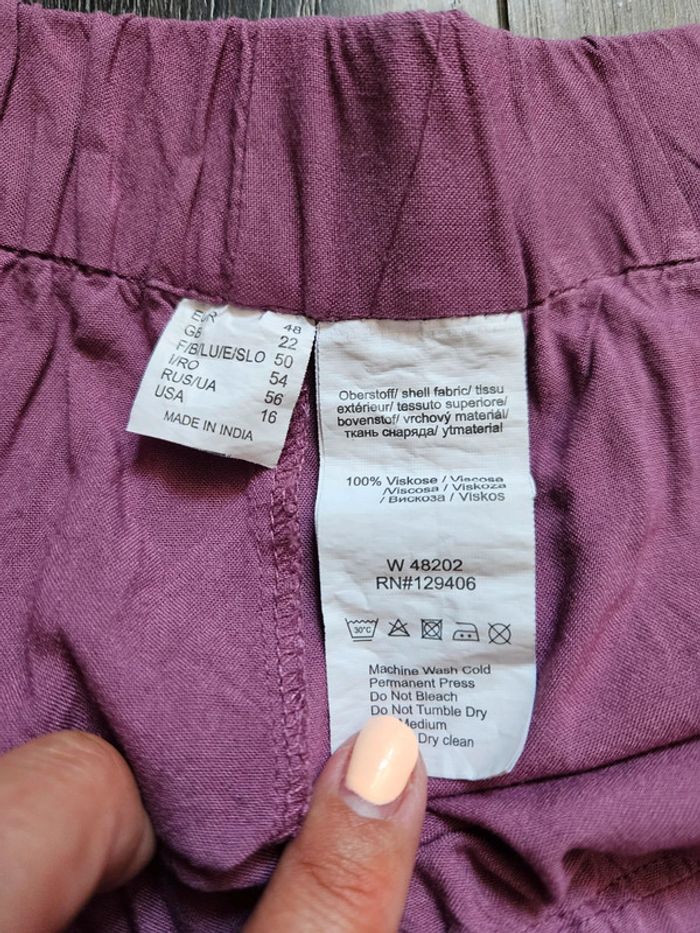 EUR 48
GB 22
F/B/LU/E/SLO 50
I/RO 54
RUS/UA 56
USA 16
MADE IN INDIA
Oberstoff/ shell fabric/ tissu
extérieur/ tessuto superiore/
bovenstof/ vrchový materiál/
ткань снаряда/ ytmaterial
100% Viskose / Viscosa
/Viscosa / Viskoza
/ Вискоза / Viskos
W 48202
RN#129406
30°C
Machine Wash Cold
Permanent Press
Do Not Bleach
Do Not Tumble Dry
Medium
Dry clean